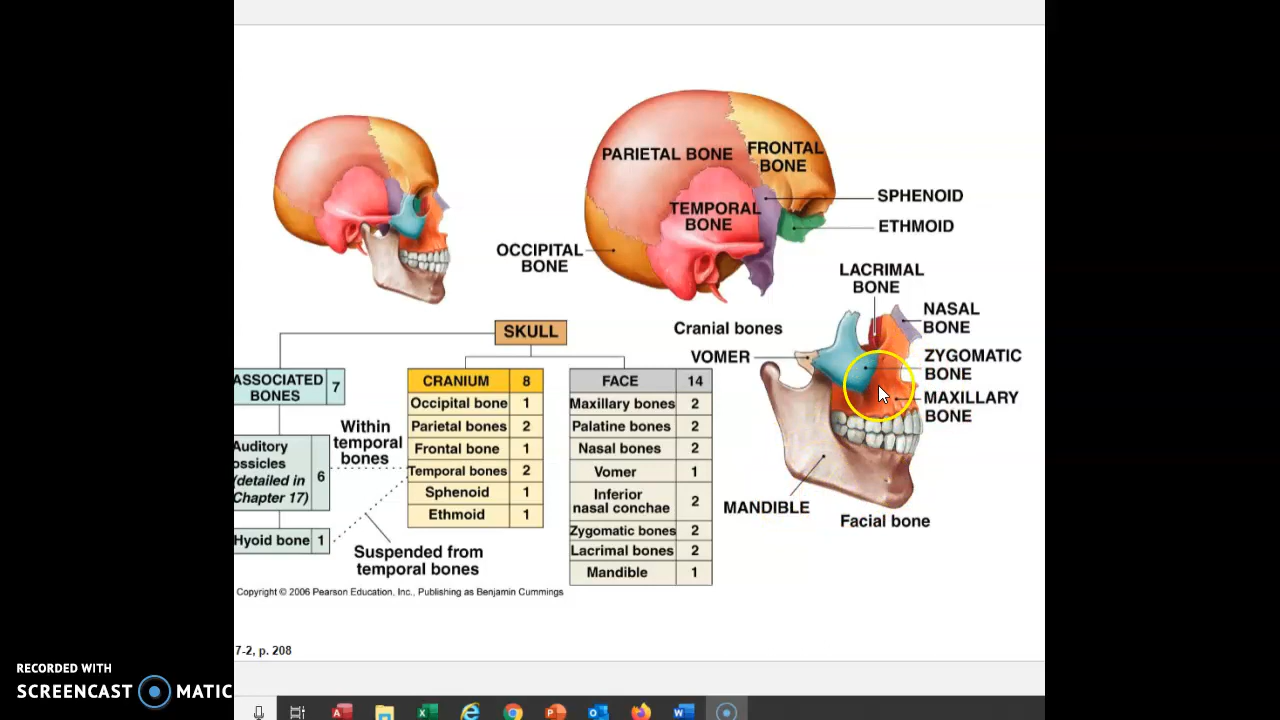 PARIETAL BONE
FRONTAL
BONE
SPHENOID
TEMPORAL
BONE
ETHMOID
OCCIPITAL
BONE
LACRIMAL
BONE
NASAL
BONE
Cranial bones
VOMER
ZYGOMATIC
BONE
MAXILLARY
BONE
MANDIBLE
Facial bone
SKULL
ASSOCIATED
BONES
7
Auditory
ossicles
(detailed in
Chapter 17)
6
Hyoid bone 1
Within
temporal
bones
Suspended from
temporal bones
CRANIUM 8
Occipital bone 1
Parietal bones 2
Frontal bone 1
Temporal bones 2
Sphenoid 1
Ethmoid 1
FACE 14
Maxillary bones 2
Palatine bones 2
Nasal bones 2
Vomer 1
Inferior
nasal conchae
2
Zygomatic bones 2
Lacrimal bones 2
Mandible 1
Copyright © 2006 Pearson Education, Inc., Publishing as Benjamin Cummings
7-2, p. 208
RECORDED WITH
SCREENCAST MATIC